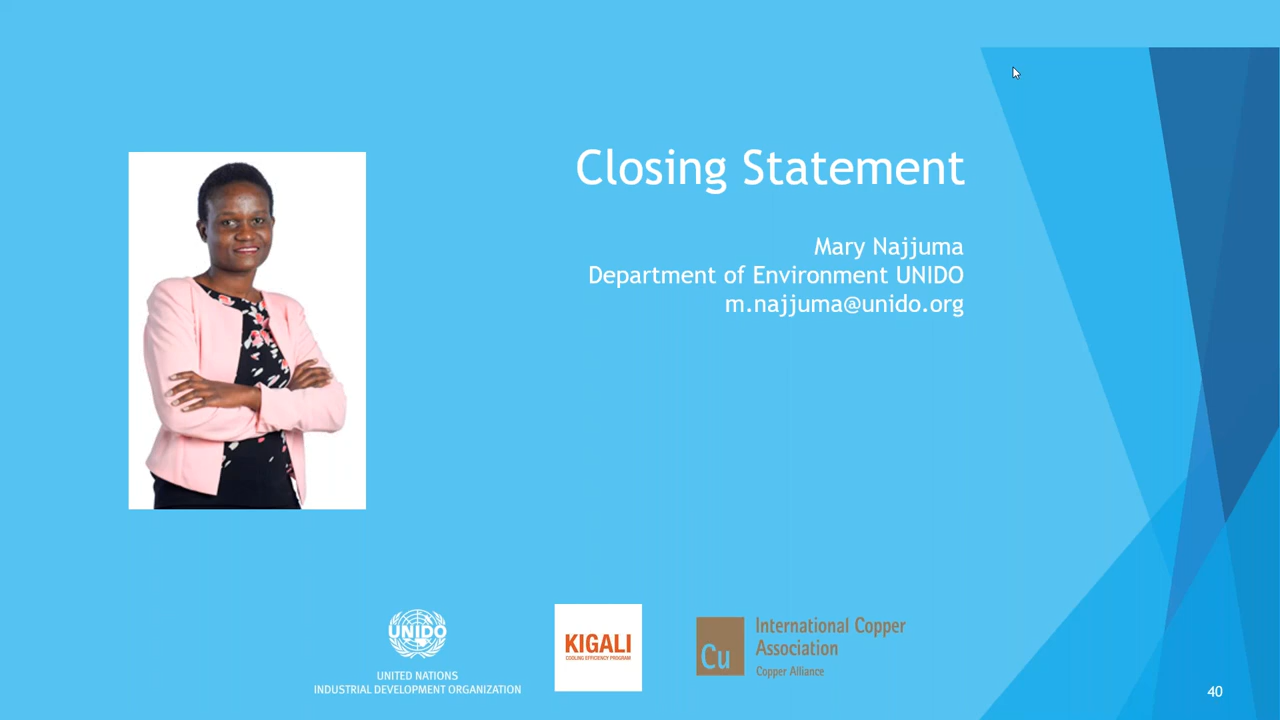 Closing Statement
Mary Najjuma
Department of Environment UNIDO
m.najjuma@unido.org
UNIDO
UNITED NATIONS
INDUSTRIAL DEVELOPMENT ORGANIZATION
KIGALI
COOLING EFFICIENCY PROGRAM
Cu
International Copper
Association
Copper Alliance
40